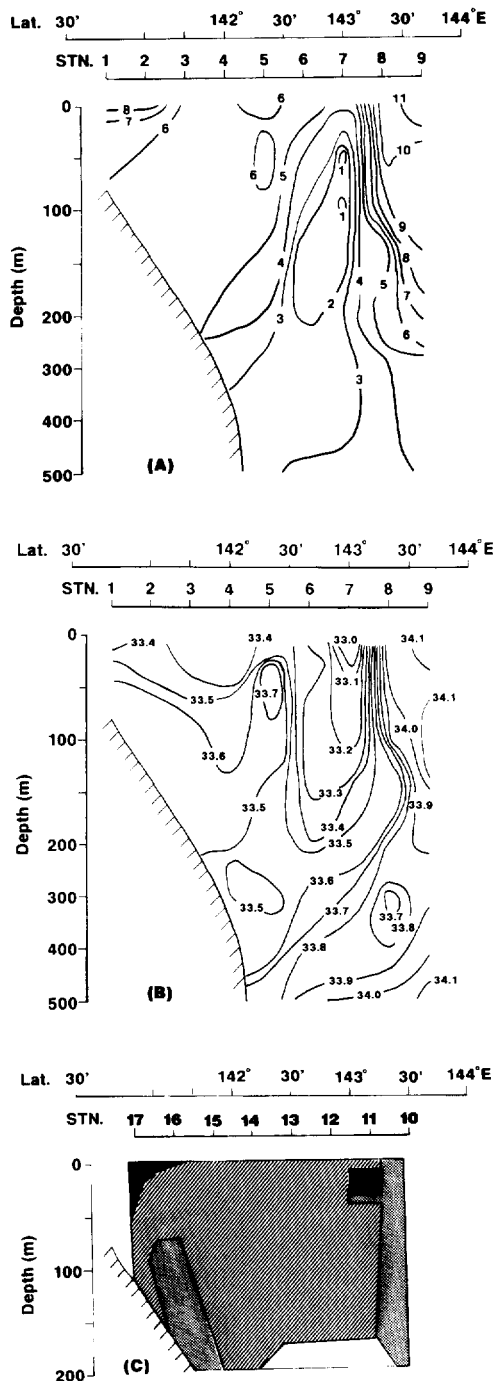 Lat. 30' 142° 30' 143° 30' 144°E
STN. 1 2 3 4 5 6 7 8 9
0 8 7 6 6 11
6 5 1 10
100 1 9
4 8
Depth (m) 4 5 7
200 3 2 6
300 3
400
500 (A)
Lat. 30' 142° 30' 143° 30' 144°E
STN. 1 2 3 4 5 6 7 8 9
0 33.4 33.4 33.0 34.1
33.5 33.7 33.1 34.1
34.0
100 33.6 33.2
Depth (m) 33.5 33.3 33.9
33.4
200 33.5
33.6
300 33.5 33.7 33.7
33.8
400 33.8
33.9
500 (B) 34.0 34.1
Lat. 30' 142° 30' 143° 30' 144°E
STN. 17 16 15 14 13 12 11 10
0
Depth (m)
100
200 (C)